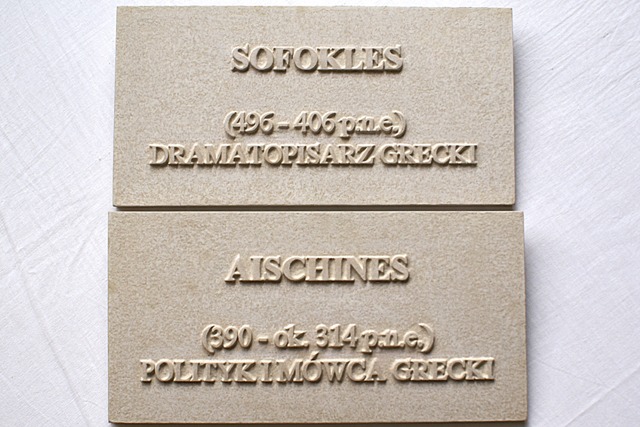 SOFOKLES
(496 – 406 p.n.e.)
DRAMATOPISARZ GRECKI
AISCHINES
(390 – ok. 314 p.n.e.)
POLITYK I MÓWCA GRECKI